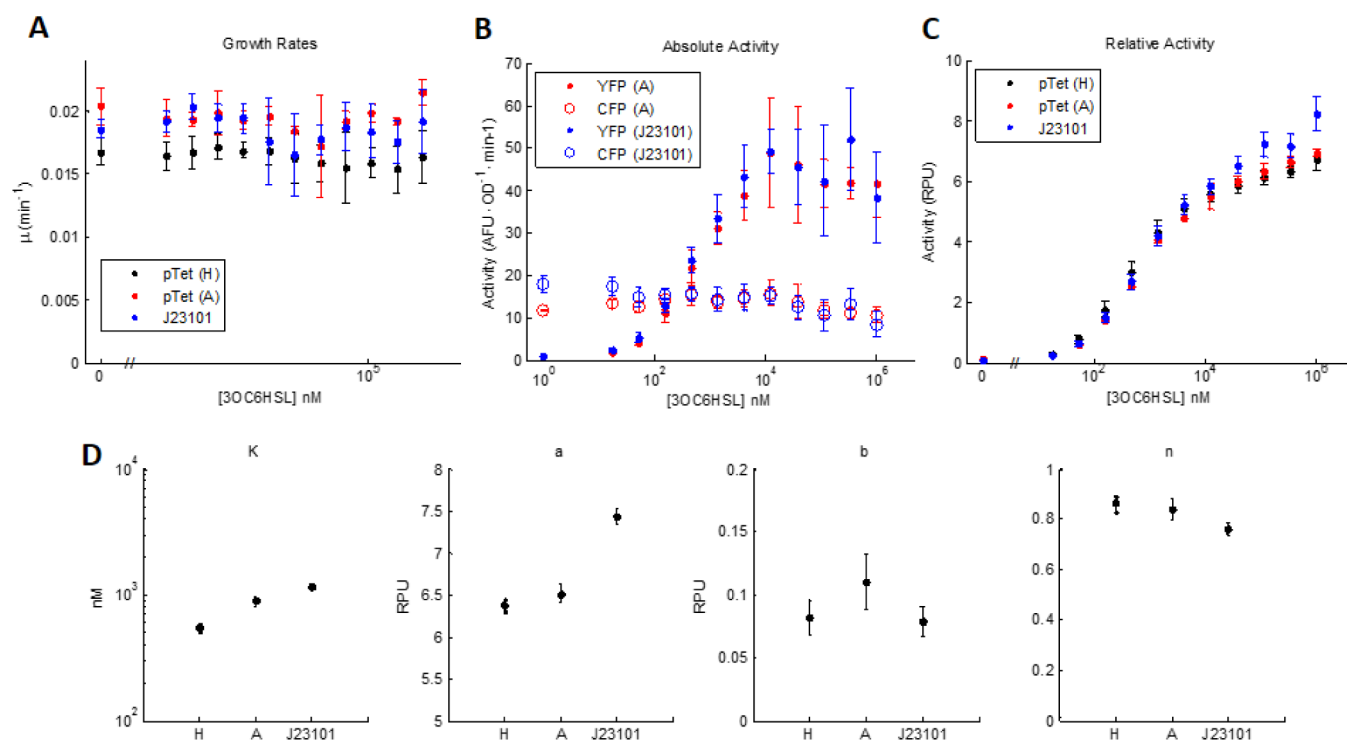 A
Growth Rates
μ (min⁻¹)
0.02
0.015
0.01
0.005
0
pTet (H)
pTet (A)
J23101
0
//
10⁵
[3OC6HSL] nM
B
Absolute Activity
Activity (AFU · OD⁻¹ · min-1)
70
60
50
40
30
20
10
0
YFP (A)
CFP (A)
YFP (J23101)
CFP (J23101)
10⁰
10²
10⁴
10⁶
[3OC6HSL] nM
C
Relative Activity
Activity (RPU)
10
8
6
4
2
0
pTet (H)
pTet (A)
J23101
0
//
10²
10⁴
10⁶
[3OC6HSL] nM
D
K
nM
10⁴
10³
10²
H A J23101
a
RPU
8
7.5
7
6.5
6
5.5
5
H A J23101
b
RPU
0.2
0.15
0.1
0.05
0
H A J23101
n
1
0.8
0.6
0.4
0.2
0
H A J23101